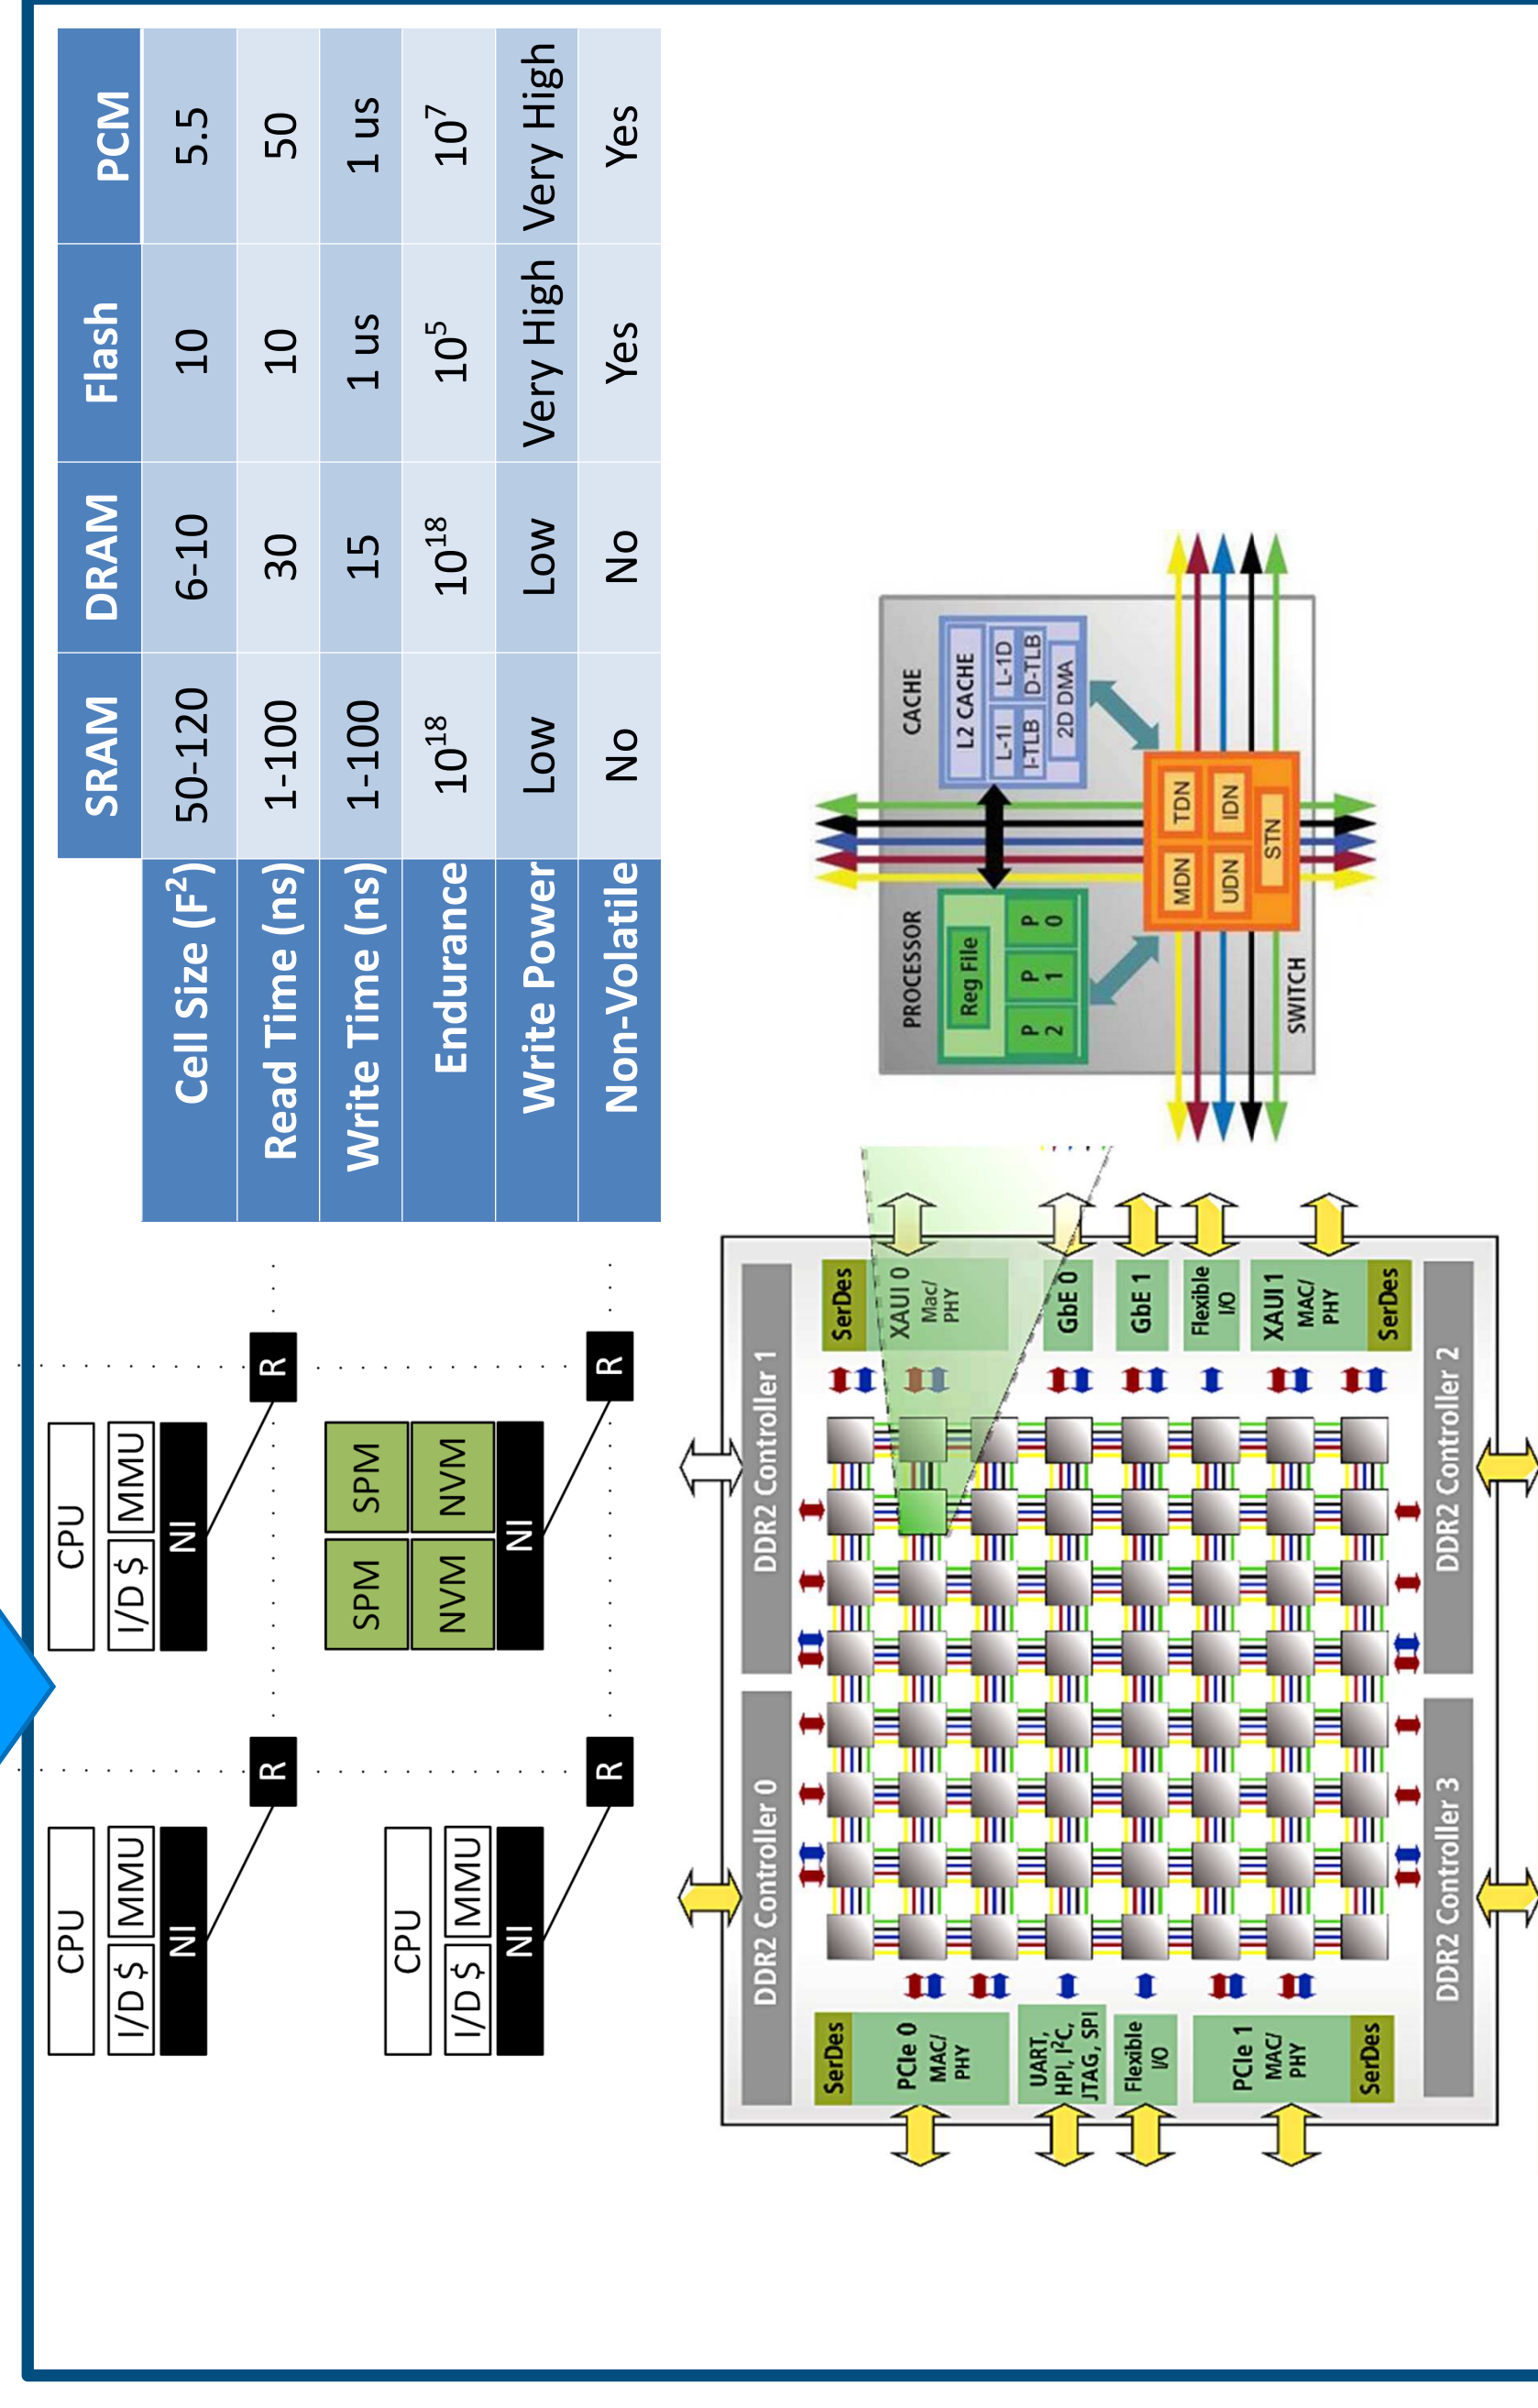 CPU
I/D $ MMU
NI
R
CPU
I/D $ MMU
NI
R
CPU
I/D $ MMU
NI
R
SPM SPM
NVM NVM
NI
R
SRAM DRAM Flash PCM
Cell Size (F²) 50-120 6-10 10 5.5
Read Time (ns) 1-100 30 10 50
Write Time (ns) 1-100 15 1 us 1 us
Endurance 10¹⁸ 10¹⁸ 10⁵ 10⁷
Write Power Low Low Very High Very High
Non-Volatile No No Yes Yes
DDR2 Controller 0 DDR2 Controller 1
SerDes
PCIe 0
MAC/
PHY
UART,
HPI, I²C,
JTAG, SPI
Flexible
I/O
PCIe 1
MAC/
PHY
SerDes
SerDes
XAUI 0
Mac/
PHY
GbE 0
GbE 1
Flexible
I/O
XAUI 1
MAC/
PHY
SerDes
DDR2 Controller 3 DDR2 Controller 2
PROCESSOR
Reg File
P
2
P
1
P
0
CACHE
L2 CACHE
L-1I L-1D
I-TLB D-TLB
2D DMA
MDN TDN
UDN IDN
STN
SWITCH